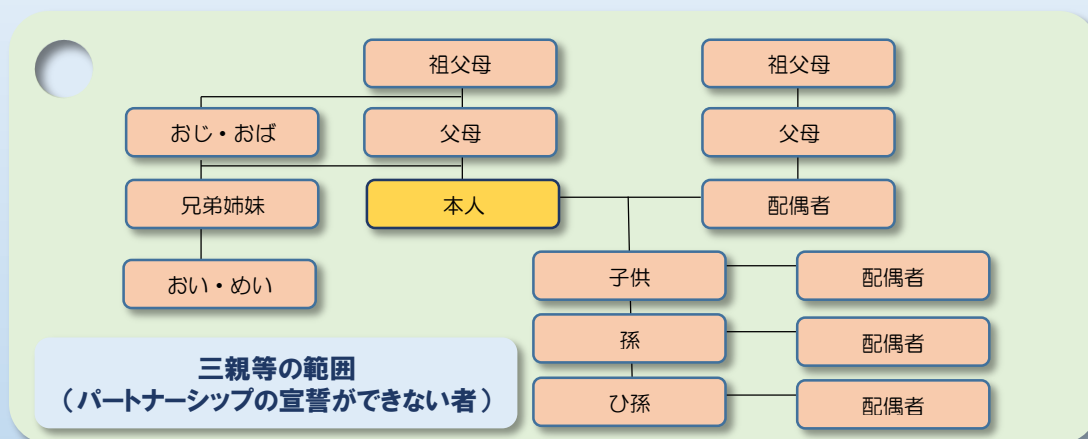 祖父母
祖父母
おじ・おば
父母
父母
兄弟姉妹
本人
配偶者
おい・めい
子供
配偶者
孫
配偶者
ひ孫
配偶者
三親等の範囲
（パートナーシップの宣誓ができない者）